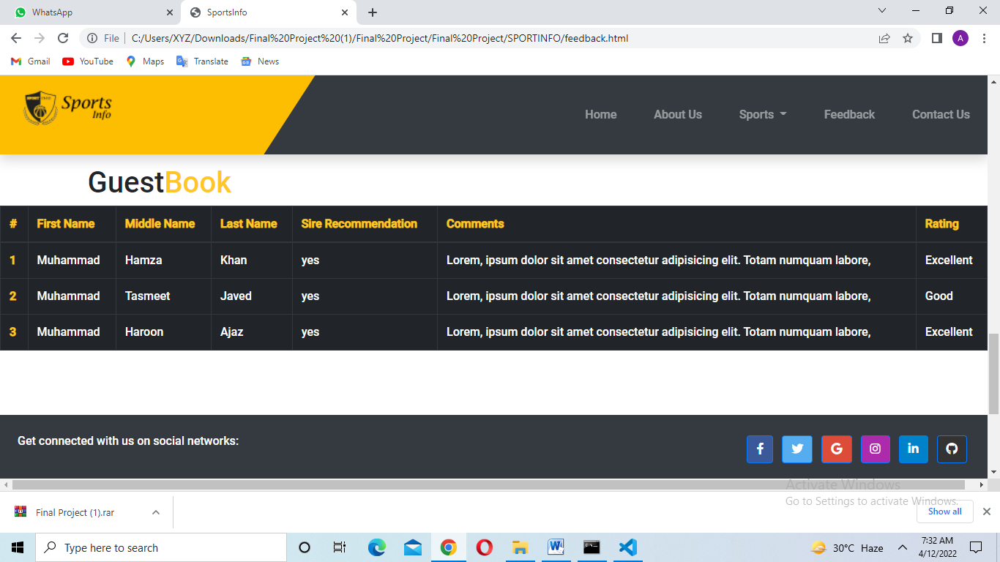 WhatsApp
SportsInfo
File C:/Users/XYZ/Downloads/Final%20Project%20(1)/Final%20Project/Final%20Project/SPORTINFO/feedback.html
A
Gmail YouTube Maps Translate News
Sports
Info
Home About Us Sports Feedback Contact Us
GuestBook
# First Name Middle Name Last Name Sire Recommendation Comments Rating
1 Muhammad Hamza Khan yes Lorem, ipsum dolor sit amet consectetur adipisicing elit. Totam numquam labore, Excellent
2 Muhammad Tasmeet Javed yes Lorem, ipsum dolor sit amet consectetur adipisicing elit. Totam numquam labore, Good
3 Muhammad Haroon Ajaz yes Lorem, ipsum dolor sit amet consectetur adipisicing elit. Totam numquam labore, Excellent
Get connected with us on social networks:
Activate Windows
Go to Settings to activate Windows.
Final Project (1).rar
Show all
Type here to search
30°C Haze
7:32 AM
4/12/2022